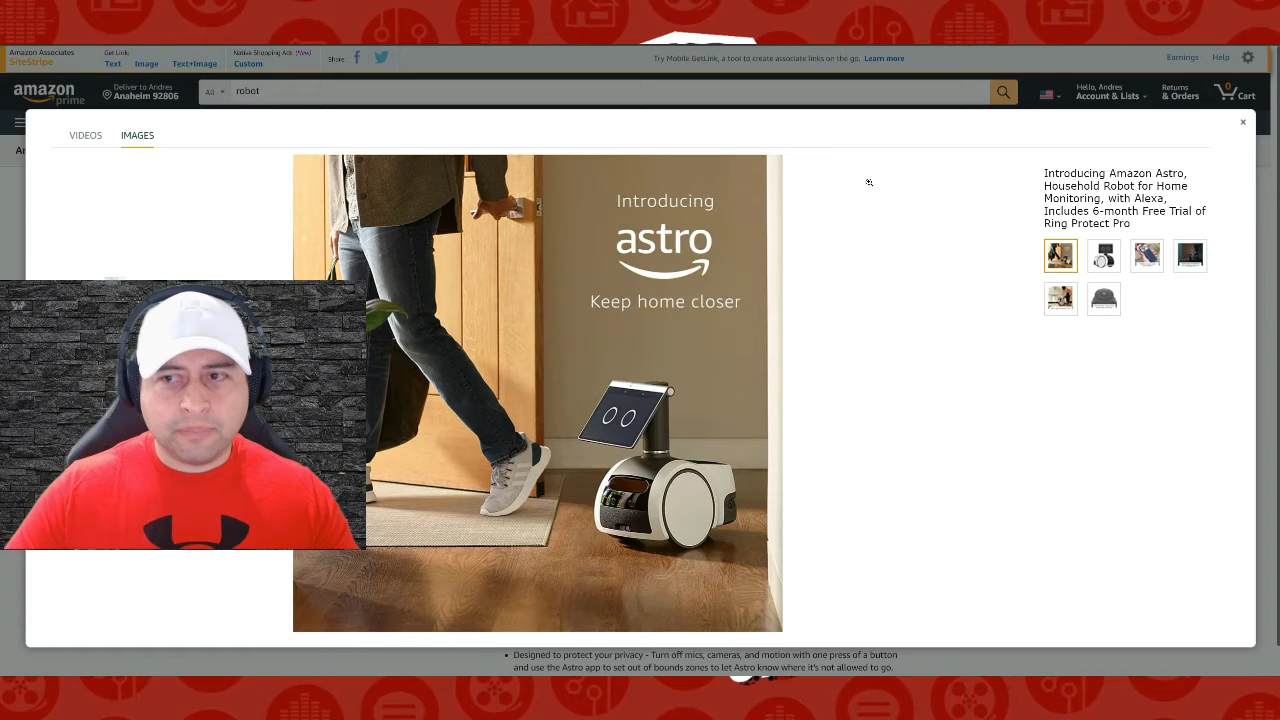 Amazon Associates
SiteStripe
Get Link:
Text Image Text+Image
Native Shopping Ads (New)
Custom
Share:
Try Mobile GetLink, a tool to create associate links on the go. Learn more
Earnings Help
amazon
prime
Deliver to Andres
Anaheim 92806
All
robot
Hello, Andres
Account & Lists
Returns
& Orders
0
Cart
VIDEOS IMAGES
×
Introducing
astro
Keep home closer
Introducing Amazon Astro,
Household Robot for Home
Monitoring, with Alexa,
Includes 6-month Free Trial of
Ring Protect Pro
• Designed to protect your privacy - Turn off mics, cameras, and motion with one press of a button
and use the Astro app to set out of bounds zones to let Astro know where it's not allowed to go.